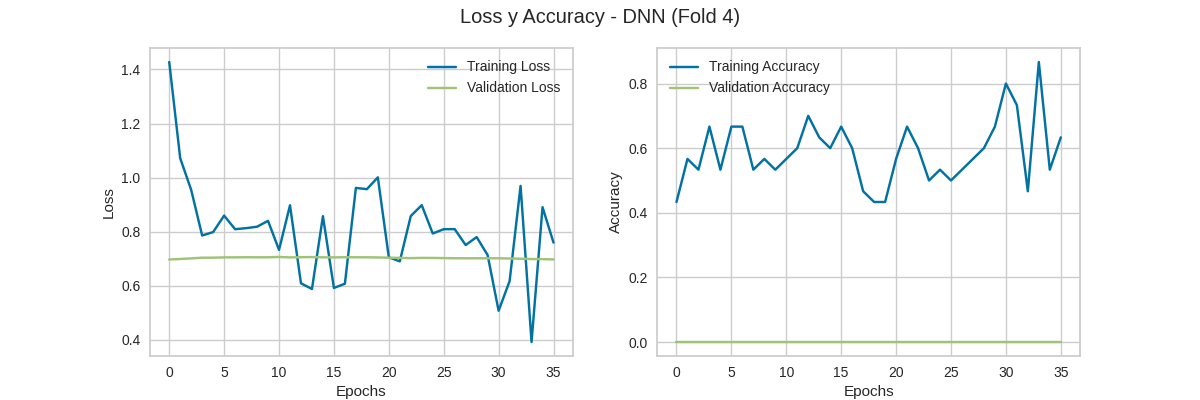 Loss y Accuracy - DNN (Fold 4)
Training Loss
Validation Loss
1.4
1.2
1.0
0.8
0.6
0.4
Loss
0 5 10 15 20 25 30 35
Epochs
Training Accuracy
Validation Accuracy
0.8
0.6
0.4
0.2
0.0
Accuracy
0 5 10 15 20 25 30 35
Epochs